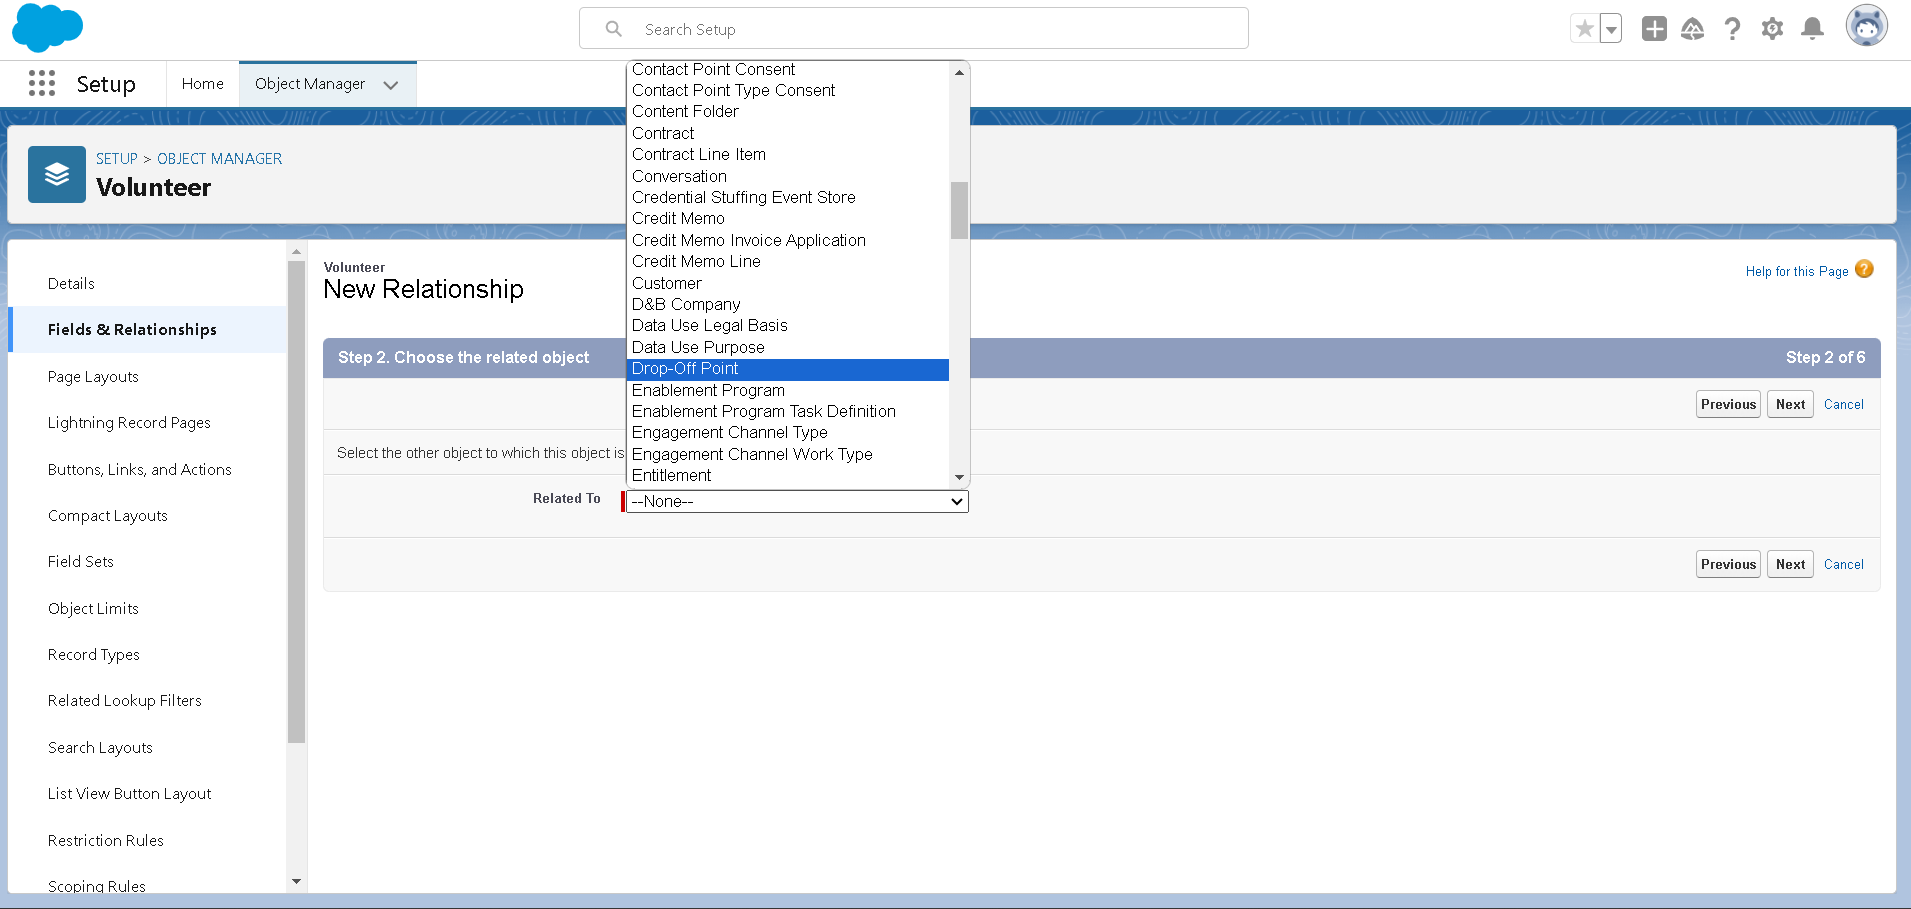 Search Setup
Setup
Home
Object Manager
SETUP > OBJECT MANAGER
Volunteer
Details
Fields & Relationships
Page Layouts
Lightning Record Pages
Buttons, Links, and Actions
Compact Layouts
Field Sets
Object Limits
Record Types
Related Lookup Filters
Search Layouts
List View Button Layout
Restriction Rules
Scoping Rules
Volunteer
New Relationship
Help for this Page
Step 2. Choose the related object
Step 2 of 6
Previous Next Cancel
Select the other object to which this object is
Related To
--None--
Contact Point Consent
Contact Point Type Consent
Content Folder
Contract
Contract Line Item
Conversation
Credential Stuffing Event Store
Credit Memo
Credit Memo Invoice Application
Credit Memo Line
Customer
D&B Company
Data Use Legal Basis
Data Use Purpose
Drop-Off Point
Enablement Program
Enablement Program Task Definition
Engagement Channel Type
Engagement Channel Work Type
Entitlement
Previous Next Cancel